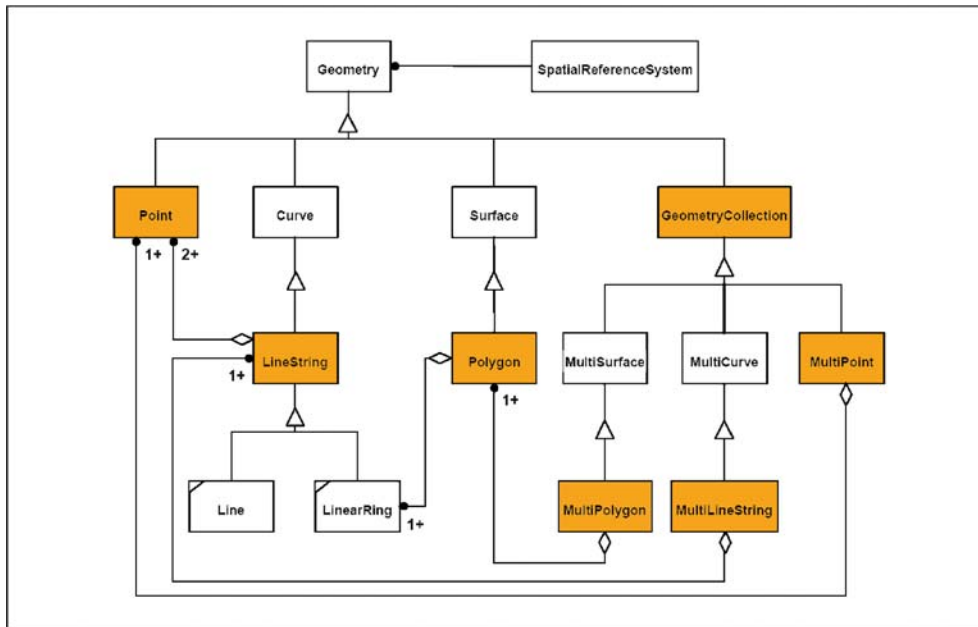 Geometry
SpatialReferenceSystem
Point
Curve
Surface
GeometryCollection
1+
2+
LineString
1+
Polygon
1+
MultiSurface
MultiCurve
MultiPoint
Line
LinearRing
1+
MultiPolygon
MultiLineString